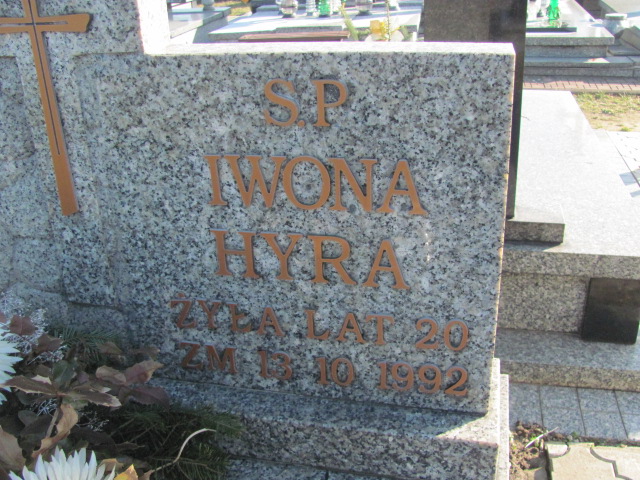 S.P
IWONA
HYRA
ŻYŁA LAT 20
ZM 13 10 1992